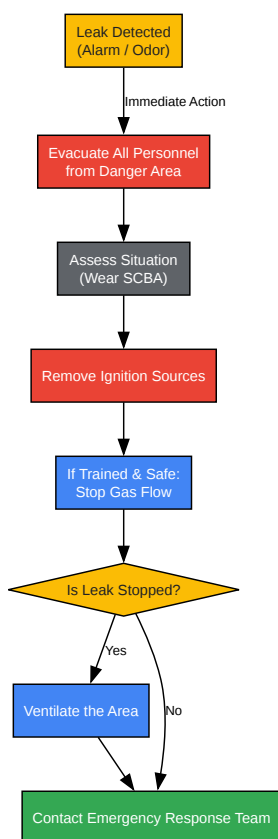 Leak Detected
(Alarm / Odor)
Immediate Action
Evacuate All Personnel
from Danger Area
Assess Situation
(Wear SCBA)
Remove Ignition Sources
If Trained & Safe:
Stop Gas Flow
Is Leak Stopped?
Yes
Ventilate the Area
No
Contact Emergency Response Team